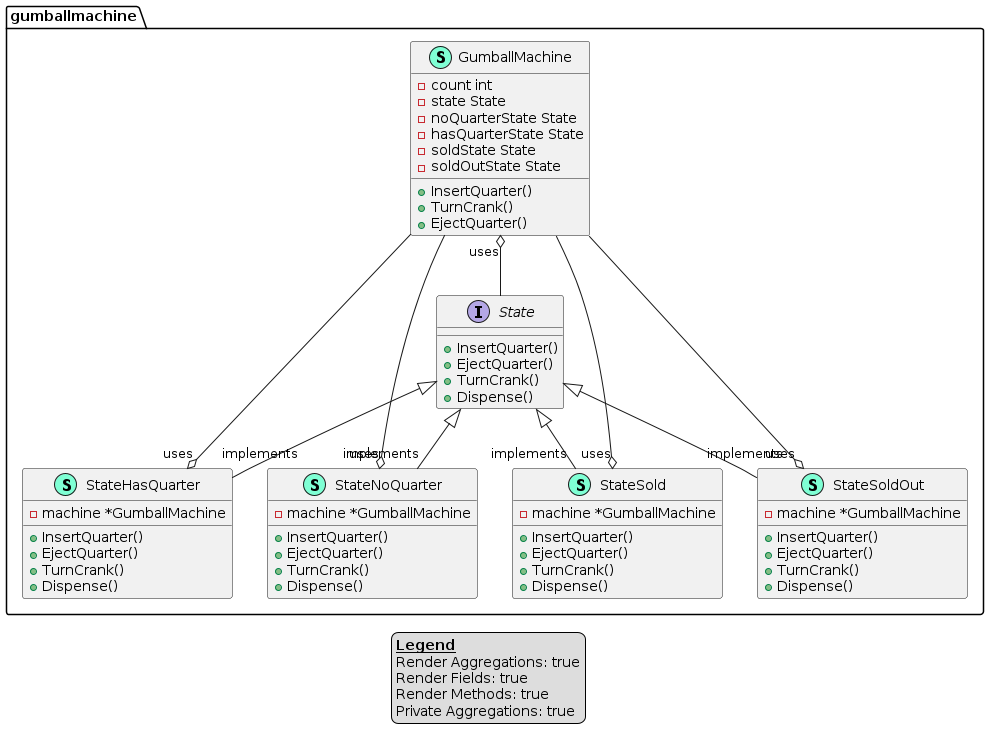 gumballmachine
S GumballMachine
count int
state State
noQuarterState State
hasQuarterState State
soldState State
soldOutState State
InsertQuarter()
TurnCrank()
EjectQuarter()
uses
I State
InsertQuarter()
EjectQuarter()
TurnCrank()
Dispense()
uses implements uses implements implements uses implements uses
S StateHasQuarter
machine *GumballMachine
InsertQuarter()
EjectQuarter()
TurnCrank()
Dispense()
S StateNoQuarter
machine *GumballMachine
InsertQuarter()
EjectQuarter()
TurnCrank()
Dispense()
S StateSold
machine *GumballMachine
InsertQuarter()
EjectQuarter()
TurnCrank()
Dispense()
S StateSoldOut
machine *GumballMachine
InsertQuarter()
EjectQuarter()
TurnCrank()
Dispense()
Legend
Render Aggregations: true
Render Fields: true
Render Methods: true
Private Aggregations: true